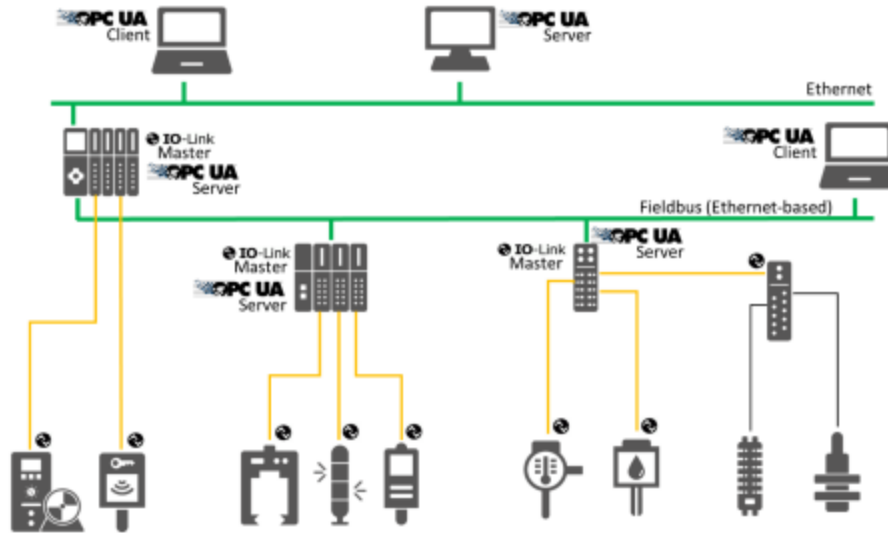 OPC UA
Client
OPC UA
Server
Ethernet
IO-Link
Master
OPC UA
Server
OPC UA
Client
Fieldbus (Ethernet-based)
IO-Link
Master
OPC UA
Server
IO-Link
Master
OPC UA
Server